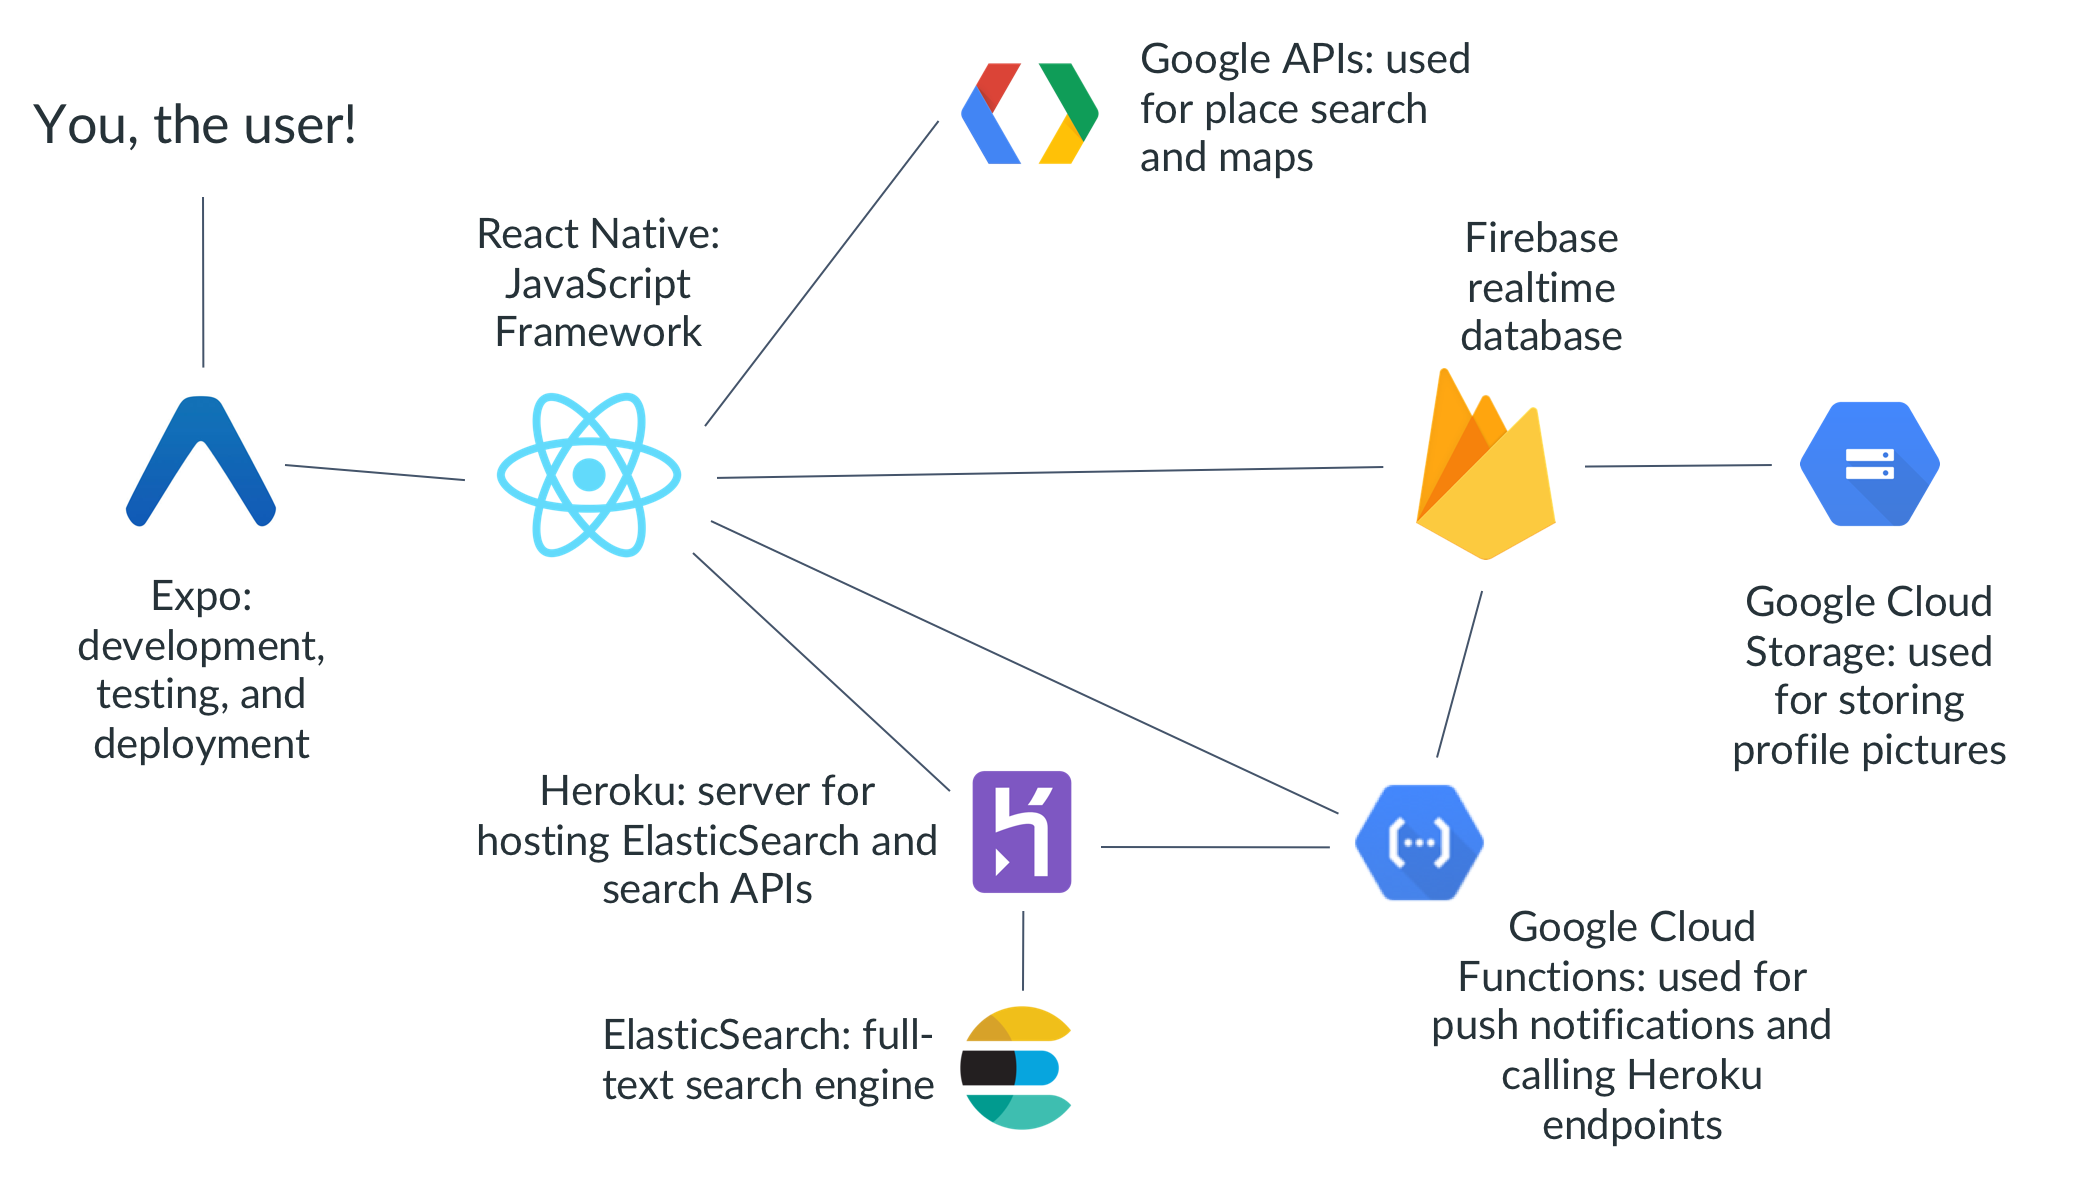 You, the user!
Google APIs: used
for place search
and maps
React Native:
JavaScript
Framework
Firebase
realtime
database
Expo:
development,
testing, and
deployment
Google Cloud
Storage: used
for storing
profile pictures
Heroku: server for
hosting ElasticSearch and
search APIs
ElasticSearch: full-
text search engine
Google Cloud
Functions: used for
push notifications and
calling Heroku
endpoints